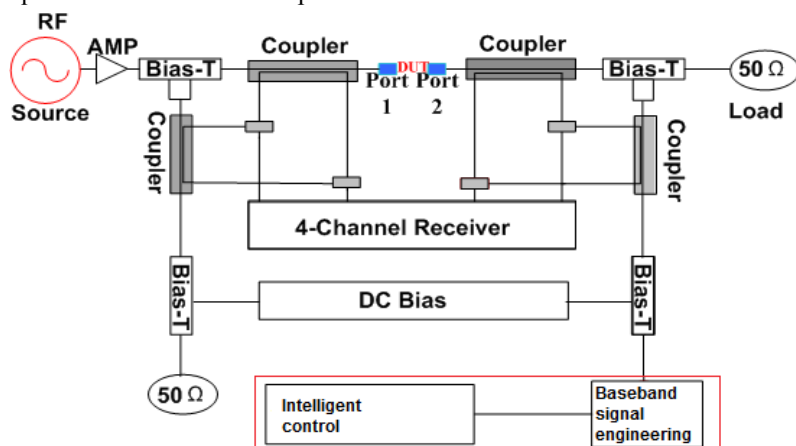 RF
Source
AMP
Bias-T
Coupler
Port
1
DUT
Port
2
Coupler
Bias-T
50 Ω
Load
Coupler
Coupler
4-Channel Receiver
Bias-T
DC Bias
Bias-T
50 Ω
Intelligent
control
Baseband
signal
engineering